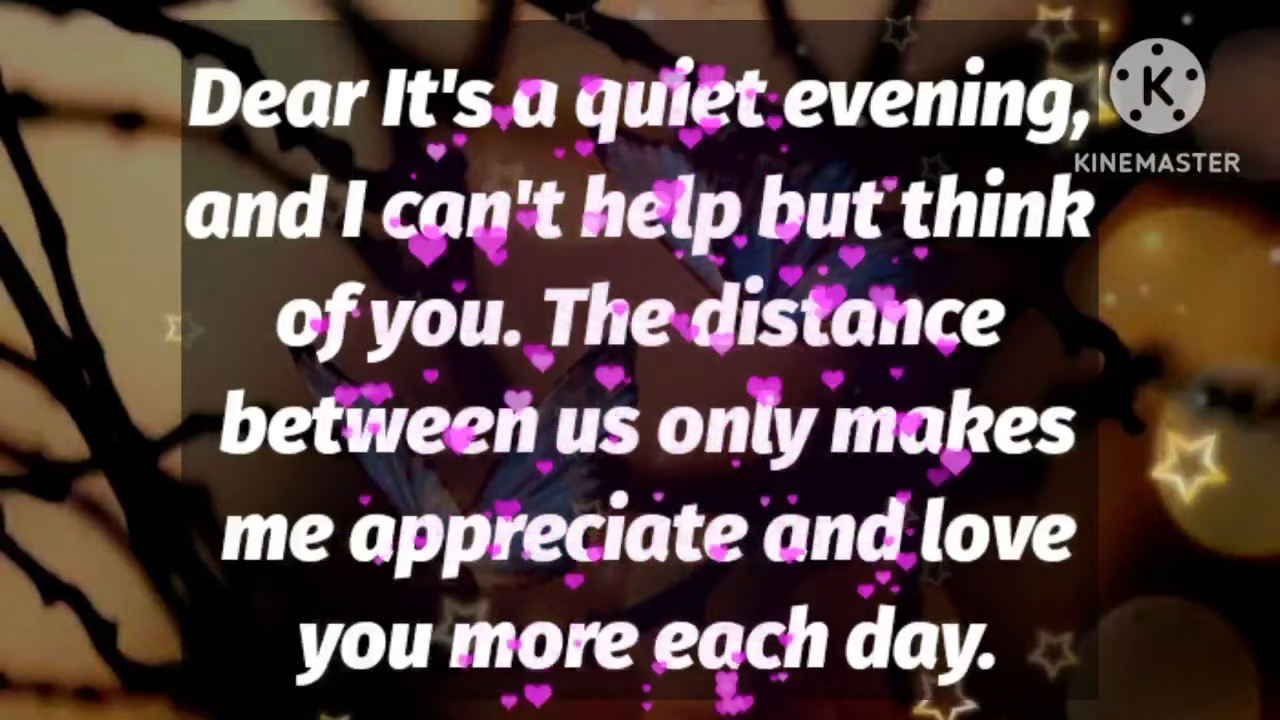 Dear It's a quiet evening,
and I can't help but think
of you. The distance
between us only makes
me appreciate and love
you more each day.
K
KINEMASTER